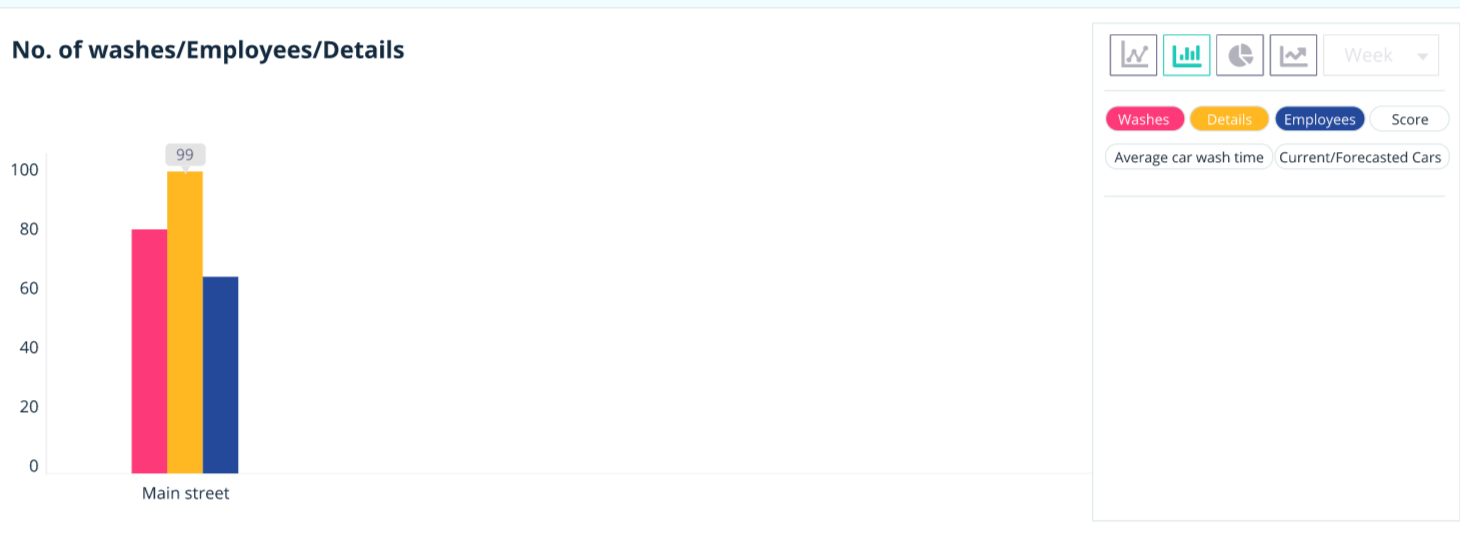 No. of washes/Employees/Details
Week
Washes
Details
Employees
Score
Average car wash time
Current/Forecasted Cars
99
100
80
60
40
20
0
Main street